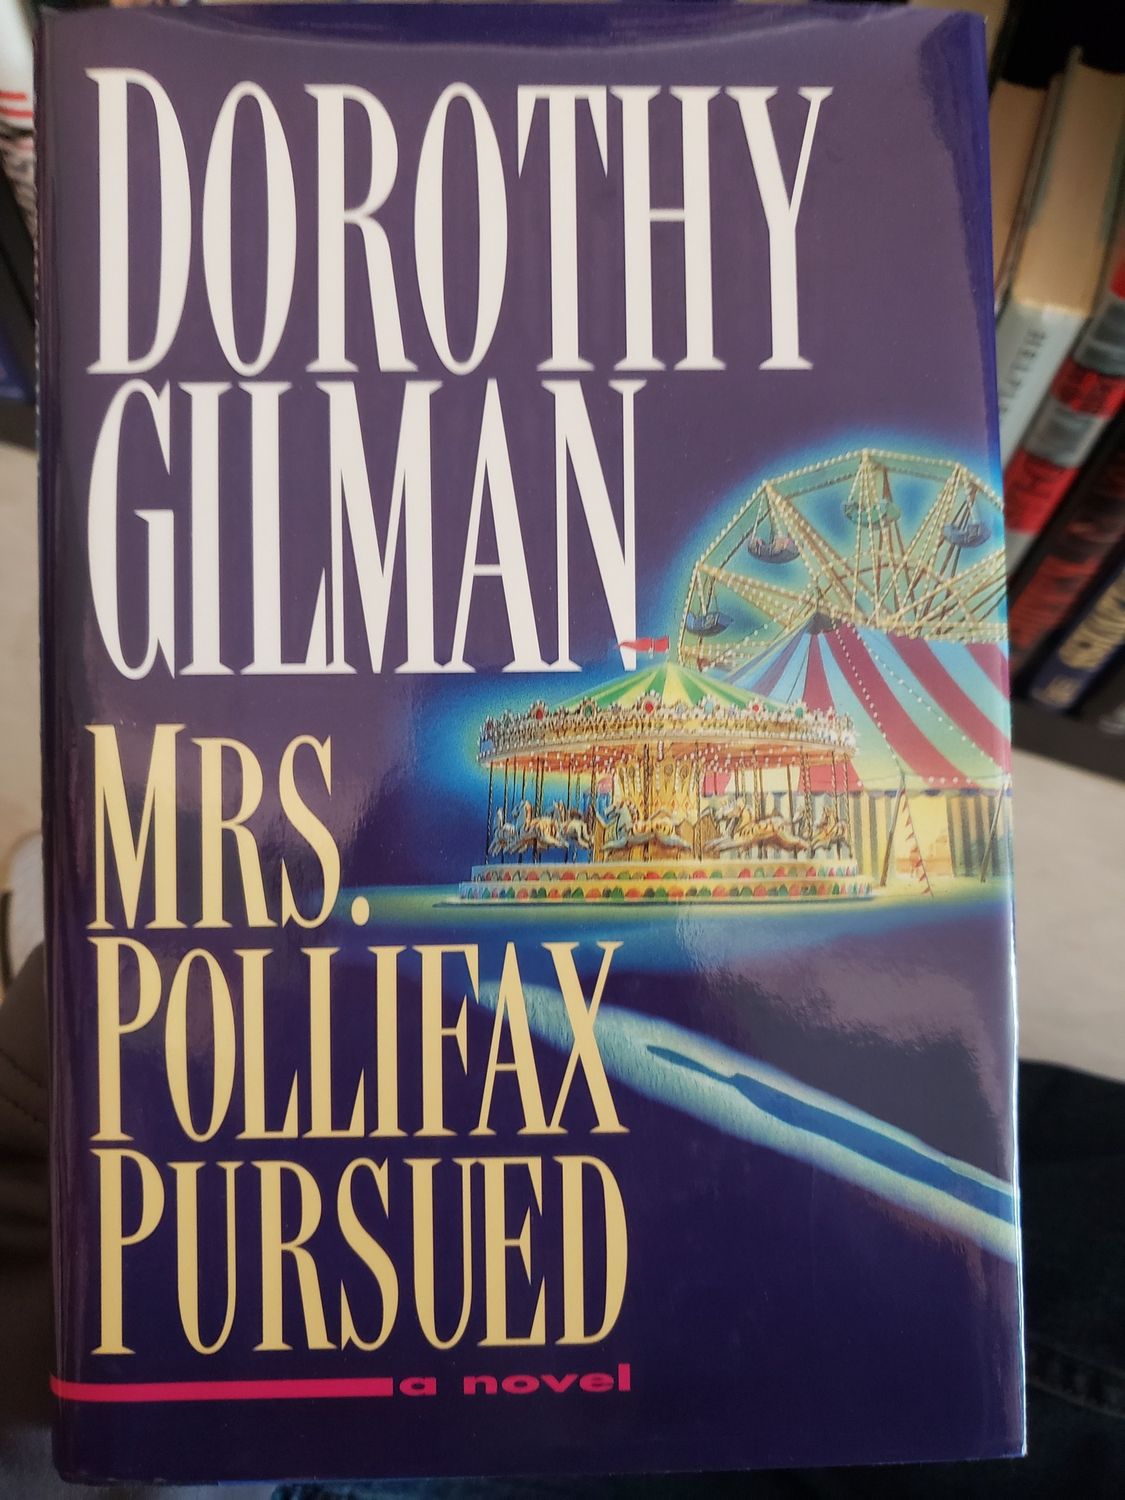 DOROTHY
GILMAN
MRS.
POLLIFAX
PURSUED
a novel